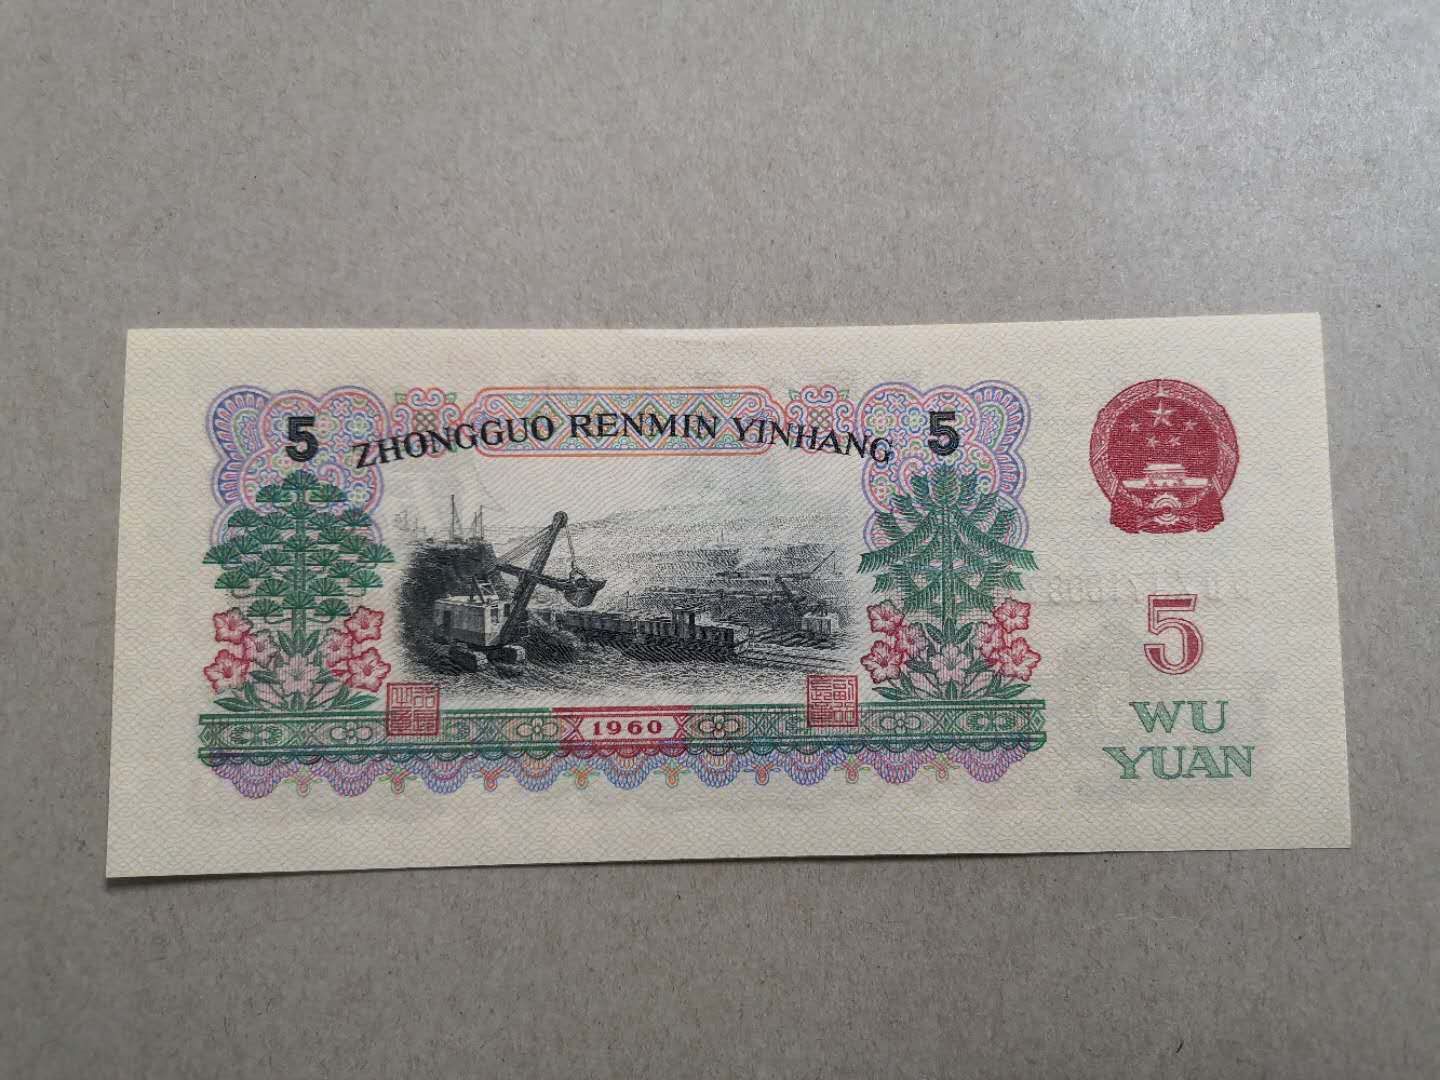 5 ZHONGGUO RENMIN YINHANG 5
1960
5
WU
YUAN